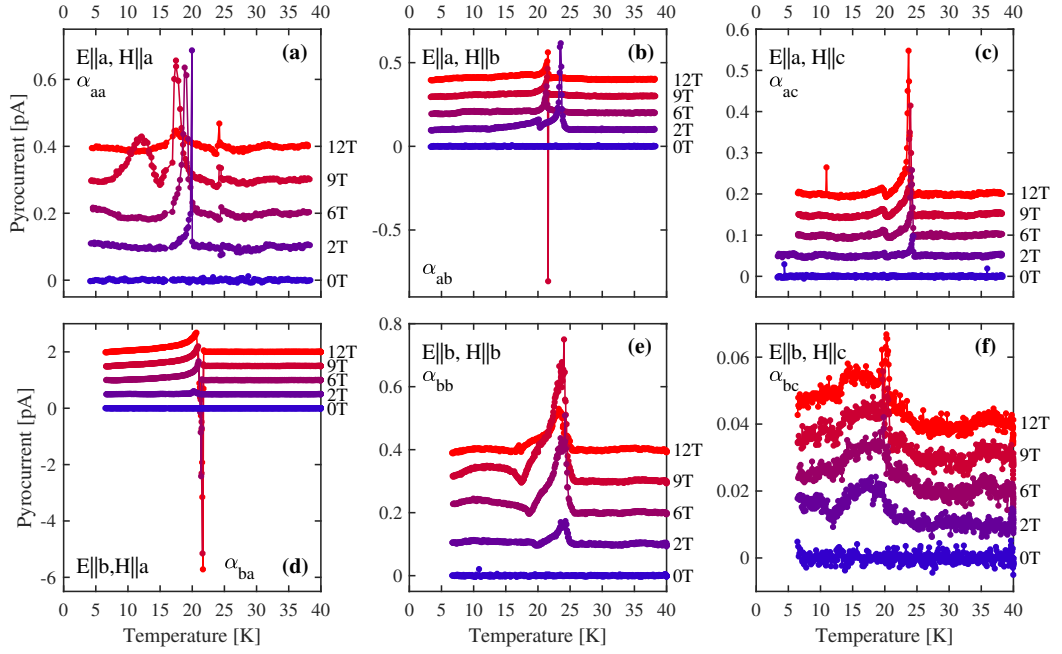 0 5 10 15 20 25 30 35 40
0 5 10 15 20 25 30 35 40
0 5 10 15 20 25 30 35 40
Pyrocurrent [pA]
0.6
0.4
0.2
0
E||a, H||a
α_aa
(a)
12T
9T
6T
2T
0T
0.5
0
-0.5
E||a, H||b
α_ab
(b)
12T
9T
6T
2T
0T
0.6
0.5
0.4
0.3
0.2
0.1
0
E||a, H||c
α_ac
(c)
12T
9T
6T
2T
0T
Pyrocurrent [pA]
2
0
-2
-4
-6
12T
9T
6T
2T
0T
E||b,H||a
α_ba
(d)
0 5 10 15 20 25 30 35 40
Temperature [K]
0.8
0.6
0.4
0.2
0
E||b, H||b
α_bb
(e)
12T
9T
6T
2T
0T
0 5 10 15 20 25 30 35 40
Temperature [K]
0.06
0.04
0.02
0
E||b, H||c
α_bc
(f)
12T
9T
6T
2T
0T
0 5 10 15 20 25 30 35 40
Temperature [K]